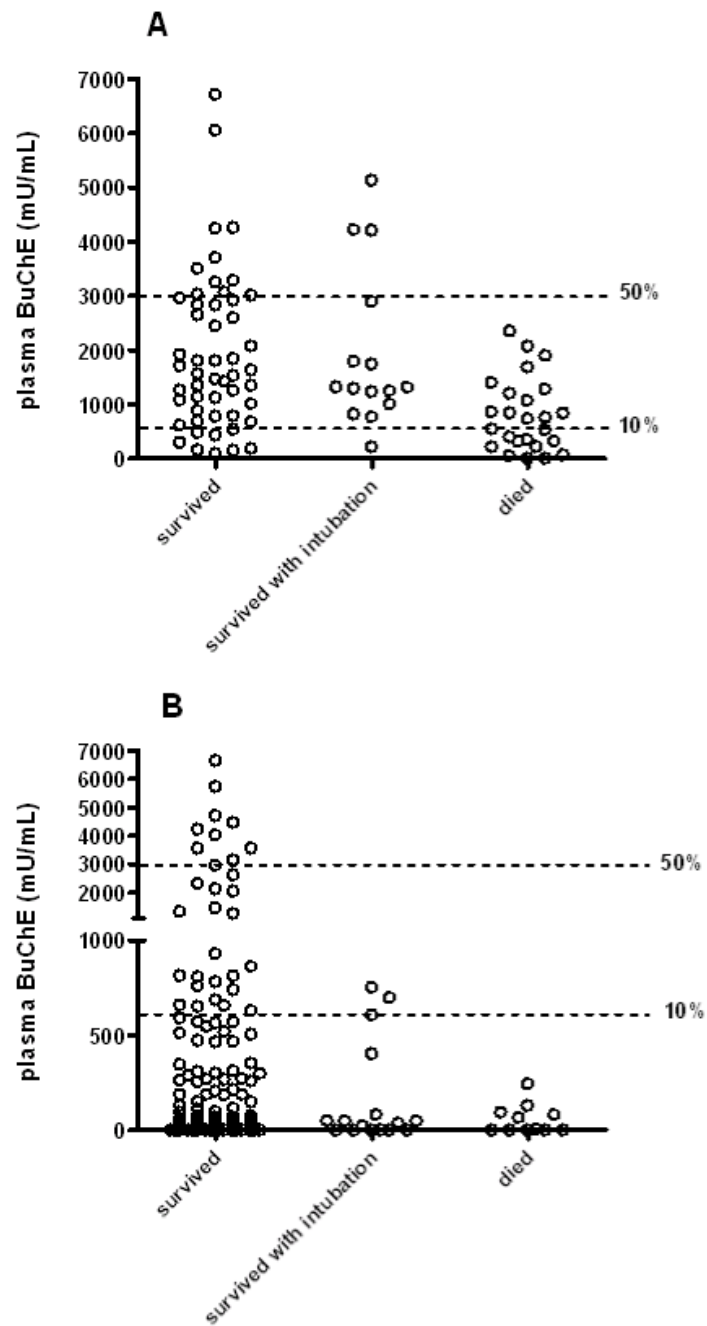 A
plasma BuChE (mU/mL)
7000
6000
5000
4000
3000
2000
1000
0
50%
10%
survived
survived with intubation
died
B
plasma BuChE (mU/mL)
7000
6000
5000
4000
3000
2000
1000
500
0
50%
10%
survived
survived with intubation
died